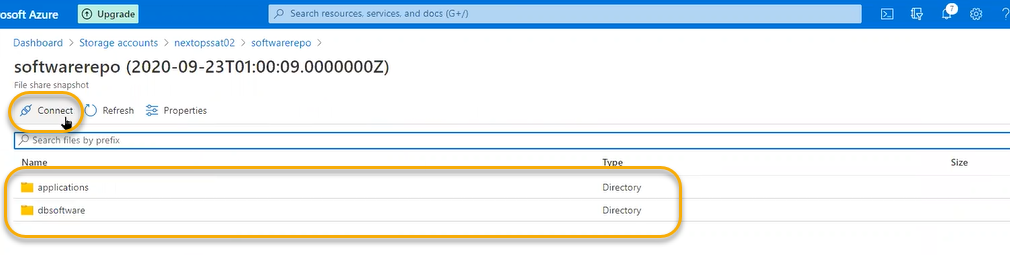 osoft Azure Upgrade Search resources, services, and docs (G+/) 7 ?
Dashboard > Storage accounts > nextopssat02 > softwarerepo >
softwarerepo (2020-09-23T01:00:09.0000000Z)
File share snapshot
Connect Refresh Properties
Search files by prefix
Name Type Size
applications Directory
dbsoftware Directory